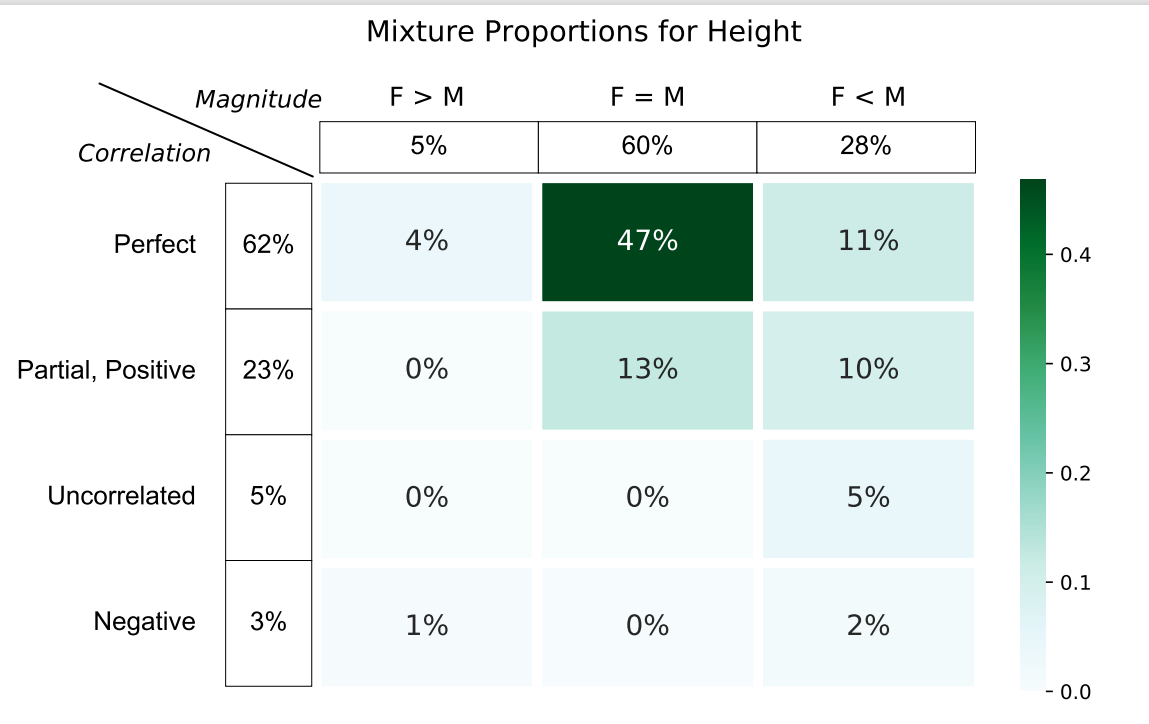 Mixture Proportions for Height
Magnitude F > M F = M F < M
Correlation 5% 60% 28%
Perfect 62% 4% 47% 11%
Partial, Positive 23% 0% 13% 10%
Uncorrelated 5% 0% 0% 5%
Negative 3% 1% 0% 2%
0.4
0.3
0.2
0.1
0.0